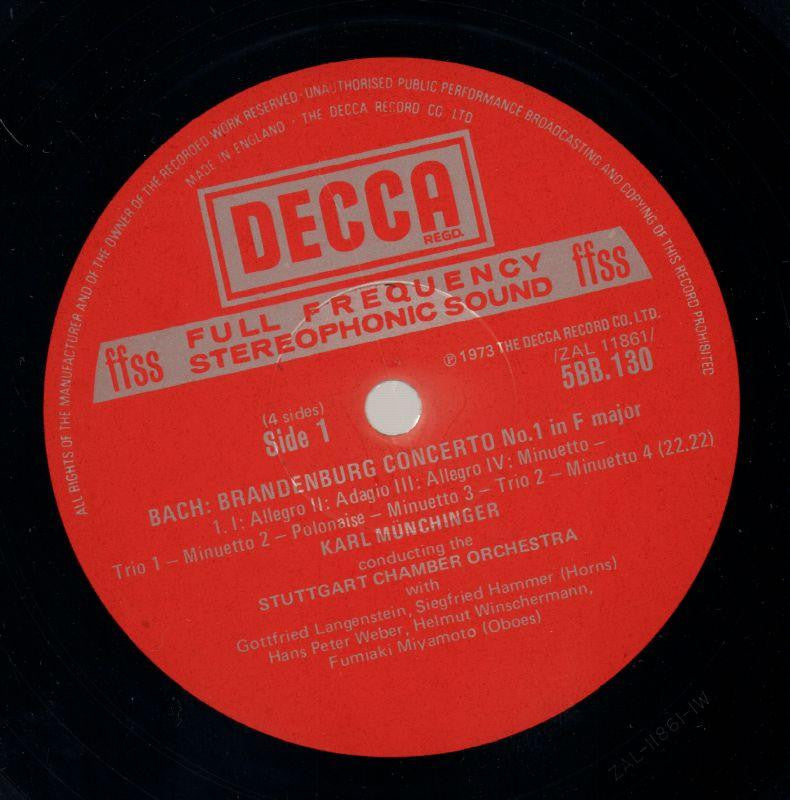 ALL RIGHTS OF THE MANUFACTURER AND OF THE OWNER OF THE RECORDED WORK RESERVED · UNAUTHORISED PUBLIC PERFORMANCE BROADCASTING AND COPYING OF THIS RECORD PROHIBITED
MADE IN ENGLAND · THE DECCA RECORD CO. LTD
DECCA
REGD.
ffss FULL FREQUENCY STEREOPHONIC SOUND ffss
℗ 1973 THE DECCA RECORD CO. LTD.
/ZAL 11861/
5BB.130
(4 sides)
Side 1
BACH: BRANDENBURG CONCERTO No.1 in F major
1. I: Allegro II: Adagio III: Allegro IV: Minuetto –
Trio 1 – Minuetto 2 – Polonaise – Minuetto 3 – Trio 2 – Minuetto 4 (22.22)
KARL MÜNCHINGER
conducting the
STUTTGART CHAMBER ORCHESTRA
with
Gottfried Langenstein, Siegfried Hammer (Horns)
Hans Peter Weber, Helmut Winschermann,
Fumiaki Miyamoto (Oboes)
ZAL-11861-1W